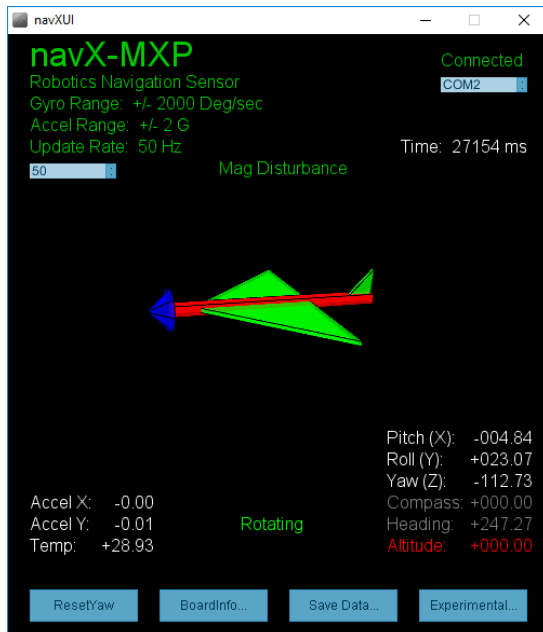 navXUI
navX-MXP
Connected
Robotics Navigation Sensor
COM2
Gyro Range: +/- 2000 Deg/sec
Accel Range: +/- 2 G
Update Rate: 50 Hz
Time: 27154 ms
50
Mag Disturbance
Pitch (X): -004.84
Roll (Y): +023.07
Yaw (Z): -112.73
Accel X: -0.00
Compass: +000.00
Accel Y: -0.01
Rotating
Heading: +247.27
Temp: +28.93
Altitude: +000.00
ResetYaw
BoardInfo...
Save Data...
Experimental...